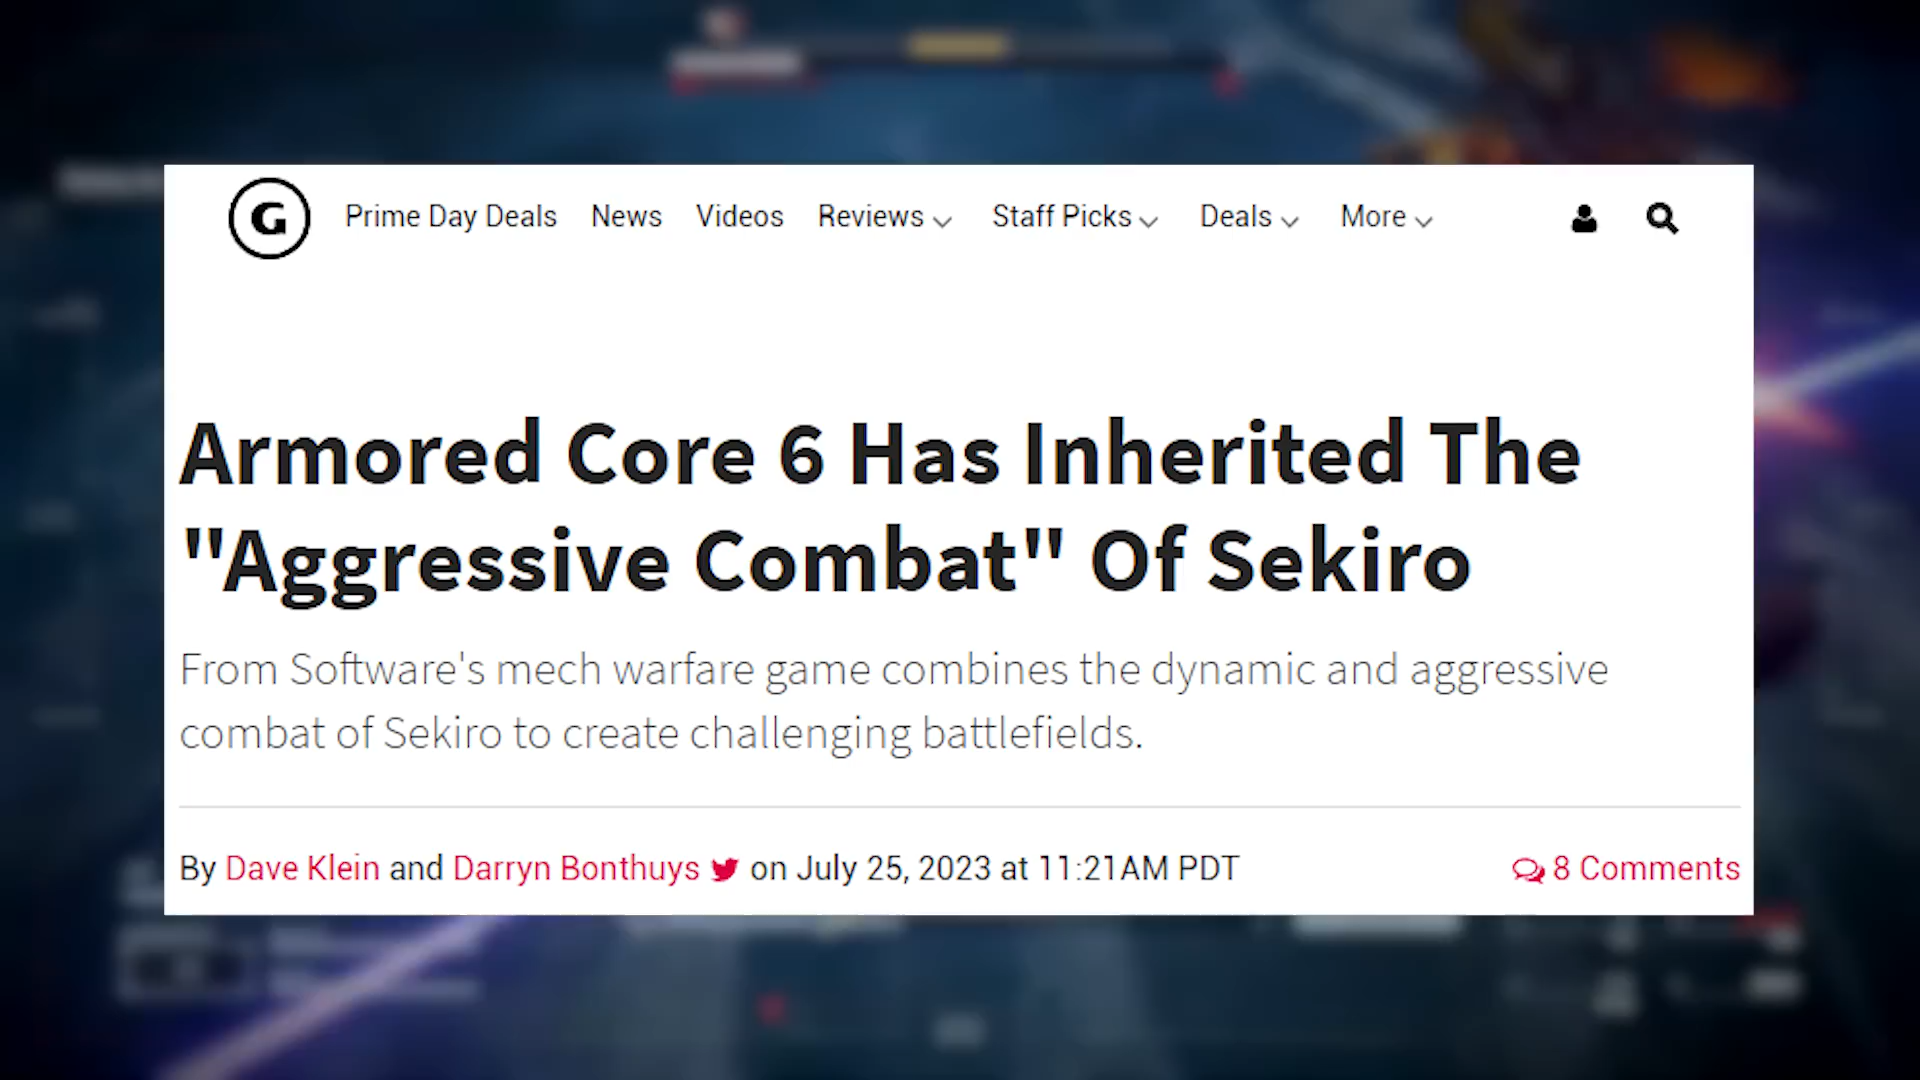 G
Prime Day Deals News Videos Reviews Staff Picks Deals More
Armored Core 6 Has Inherited The
"Aggressive Combat" Of Sekiro
From Software's mech warfare game combines the dynamic and aggressive
combat of Sekiro to create challenging battlefields.
By Dave Klein and Darryn Bonthuys on July 25, 2023 at 11:21AM PDT
8 Comments